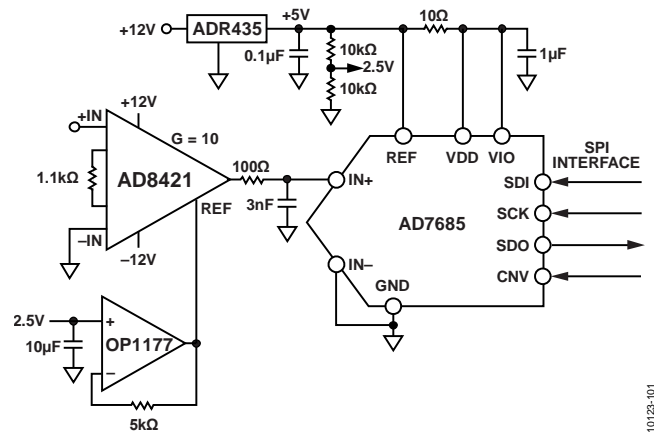 +12V
ADR435
+5V
0.1µF
10kΩ
10kΩ
2.5V
10Ω
1µF
+IN
+12V
G = 10
1.1kΩ
AD8421
–IN
–12V
REF
100Ω
3nF
REF
VDD
VIO
IN+
AD7685
IN–
GND
SPI
INTERFACE
SDI
SCK
SDO
CNV
2.5V
10µF
+
OP1177
–
5kΩ
10123-101